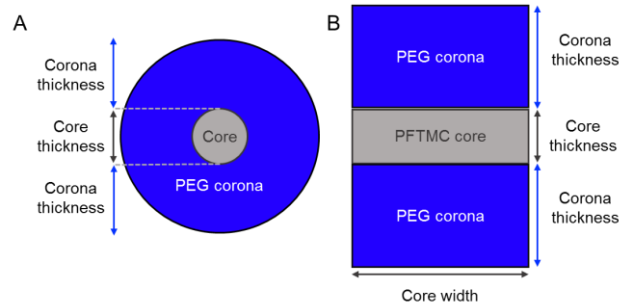 A
Corona
thickness
Core
thickness
Corona
thickness
Core
PEG corona
B
PEG corona
PFTMC core
PEG corona
Corona
thickness
Core
thickness
Corona
thickness
Core width